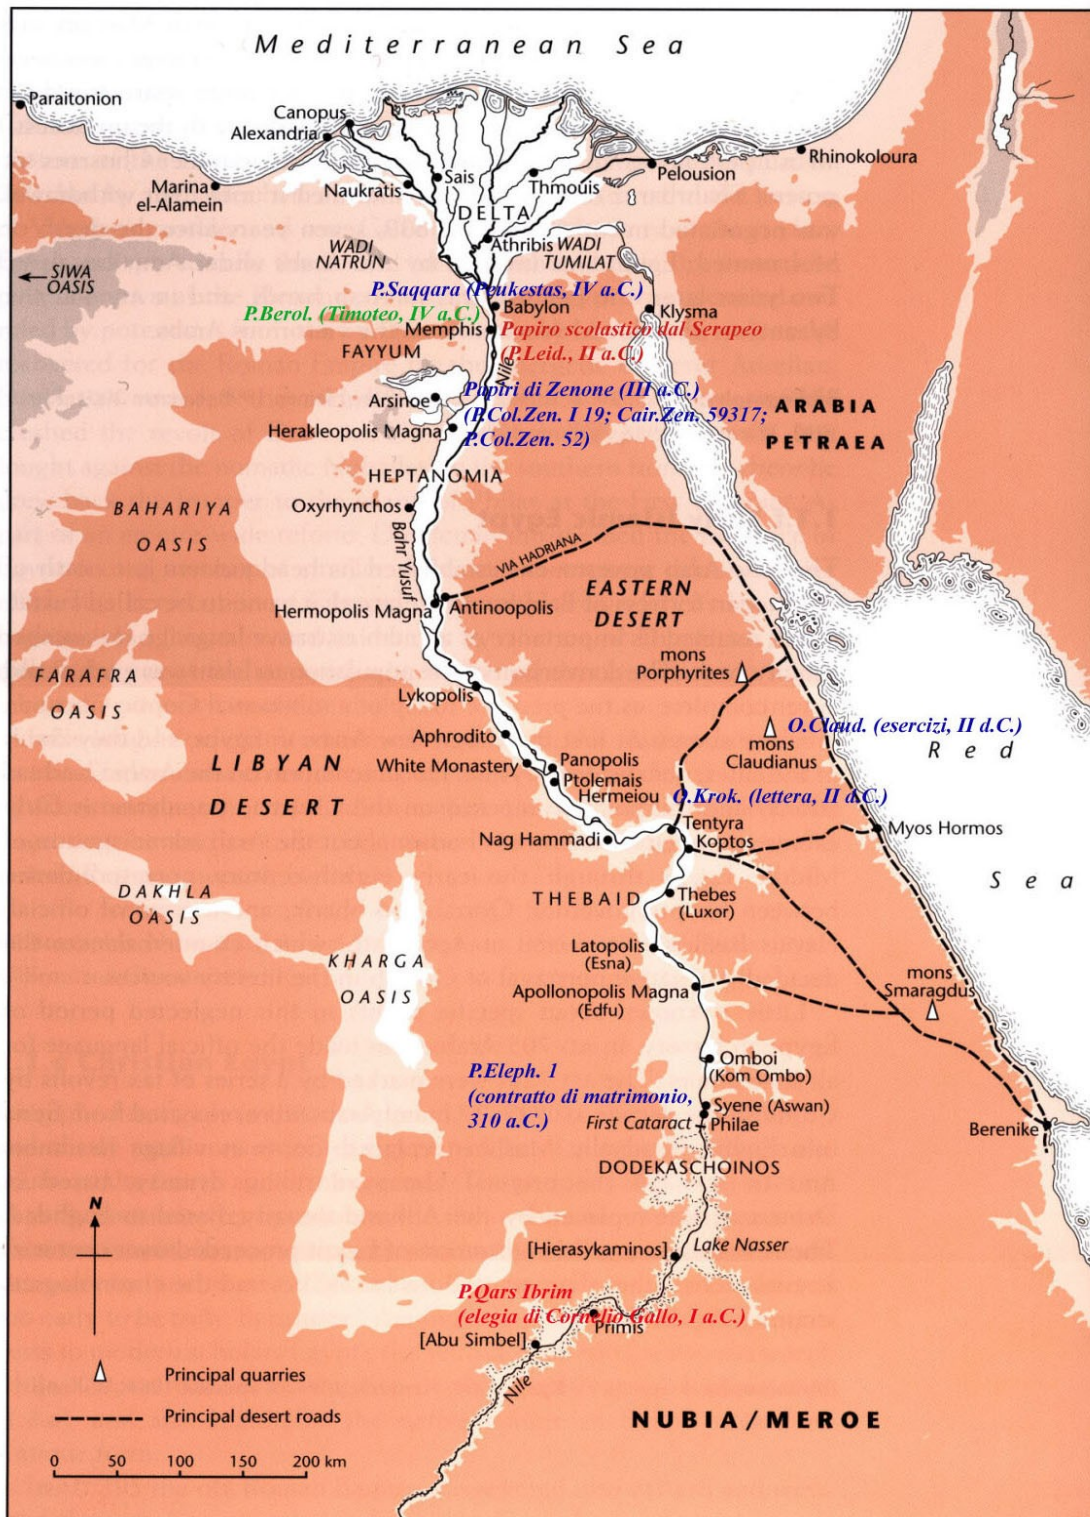 Mediterranean Sea
Paraitonion
Canopus
Alexandria
Rhinokoloura
Pelousion
Sais
Thmouis
Marina
el-Alamein
Naukratis
DELTA
Athribis
WADI
TUMILAT
WADI
NATRUN
SIWA
OASIS
P.Saqqara (Peukestas, IV a.C.)
Babylon
Klysma
P.Berol. (Timoteo, IV a.C.)
Memphis
Papiro scolastico dal Serapeo
(P.Leid., II a.C.)
FAYYUM
Nile
Arsinoe
Papiri di Zenone (III a.C.)
(P.Col.Zen. I 19; Cair.Zen. 59317;
P.Col.Zen. 52)
ARABIA
PETRAEA
Herakleopolis Magna
HEPTANOMIA
Oxyrhynchos
BAHARIYA
OASIS
Bahr Yusuf
VIA HADRIANA
EASTERN
DESERT
Hermopolis Magna
Antinoopolis
mons
Porphyrites
FARAFRA
OASIS
Lykopolis
O.Claud. (esercizi, II d.C.)
Red
Aphrodito
mons
Claudianus
White Monastery
Panopolis
Ptolemais
Hermeiou
LIBYAN
DESERT
O.Krok. (lettera, II d.C.)
Nag Hammadi
Tentyra
Koptos
Myos Hormos
Sea
DAKHLA
OASIS
THEBAID
Thebes
(Luxor)
Latopolis
(Esna)
KHARGA
OASIS
mons
Smaragdus
Apollonopolis Magna
(Edfu)
Omboi
(Kom Ombo)
P.Eleph. 1
(contratto di matrimonio,
310 a.C.)
Syene (Aswan)
First Cataract
Philae
Berenike
DODEKASCHOINOS
N
[Hierasykaminos]
Lake Nasser
P.Qars Ibrim
(elegia di Cornelio Gallo, I a.C.)
Primis
[Abu Simbel]
Nile
Principal quarries
Principal desert roads
NUBIA/MEROE
0 50 100 150 200 km